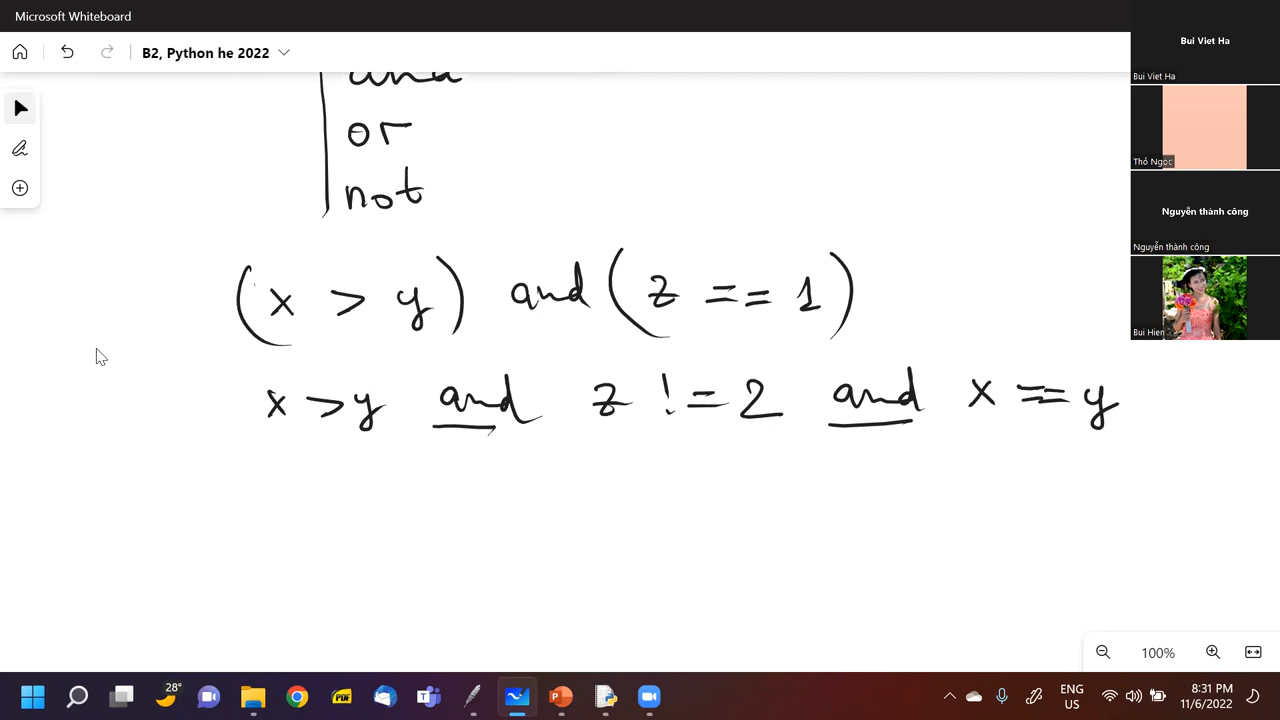 Microsoft Whiteboard
B2, Python he 2022
Bui Viet Ha
Bui Viet Ha
Thỏ Ngọc
Nguyễn thành công
Nguyễn thành công
Bui Hien
and
or
not
(x > y) and (z == 1)
x > y and z != 2 and x == y
100%
28°
PDF
ENG
US
8:31 PM
11/6/2022